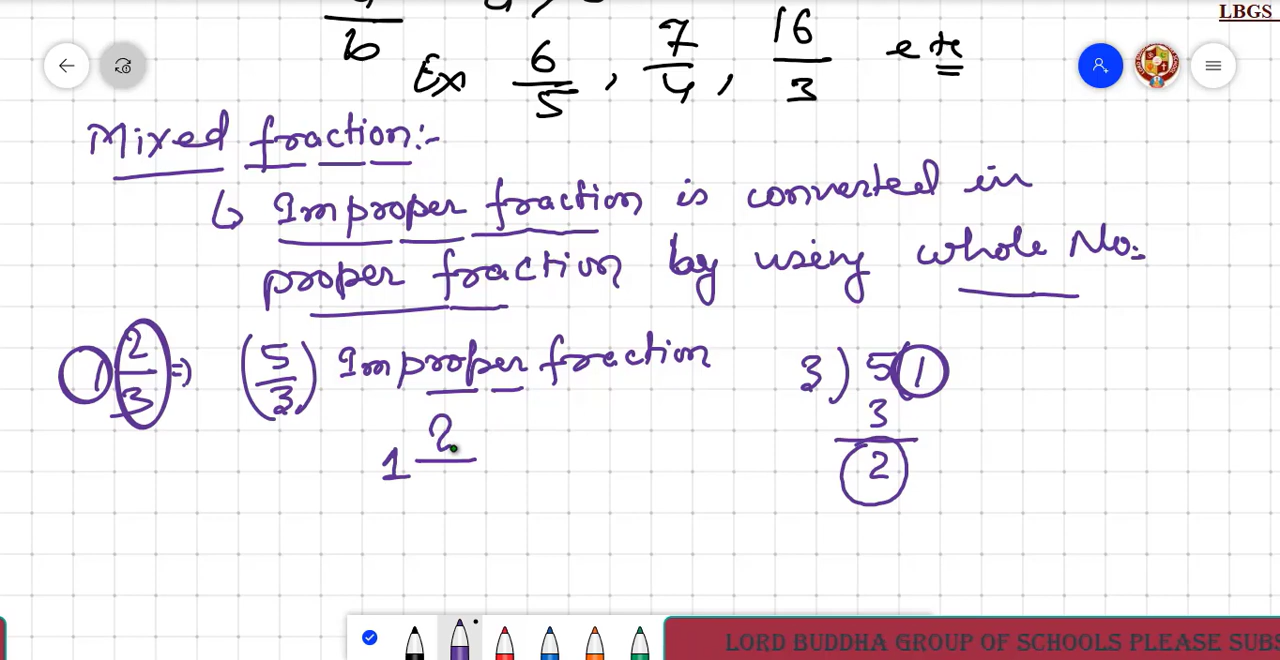 LBGS
b
Ex 6/5, 7/4, 16/3 etc
Mixed fraction:-
↳ Improper fraction is converted in
proper fraction by using whole No.
1 2/3 ⇒ (5/3) Improper fraction 3) 5 (1
3
1 2 2
LORD BUDDHA GROUP OF SCHOOLS PLEASE SUBS